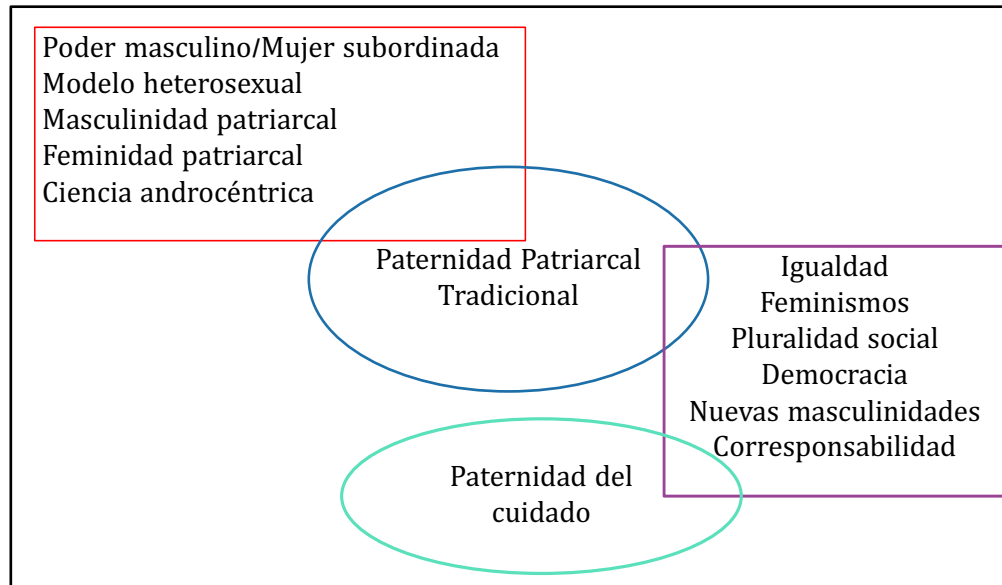 Poder masculino/Mujer subordinada
Modelo heterosexual
Masculinidad patriarcal
Feminidad patriarcal
Ciencia androcéntrica
Paternidad Patriarcal
Tradicional
Igualdad
Feminismos
Pluralidad social
Democracia
Nuevas masculinidades
Corresponsabilidad
Paternidad del
cuidado